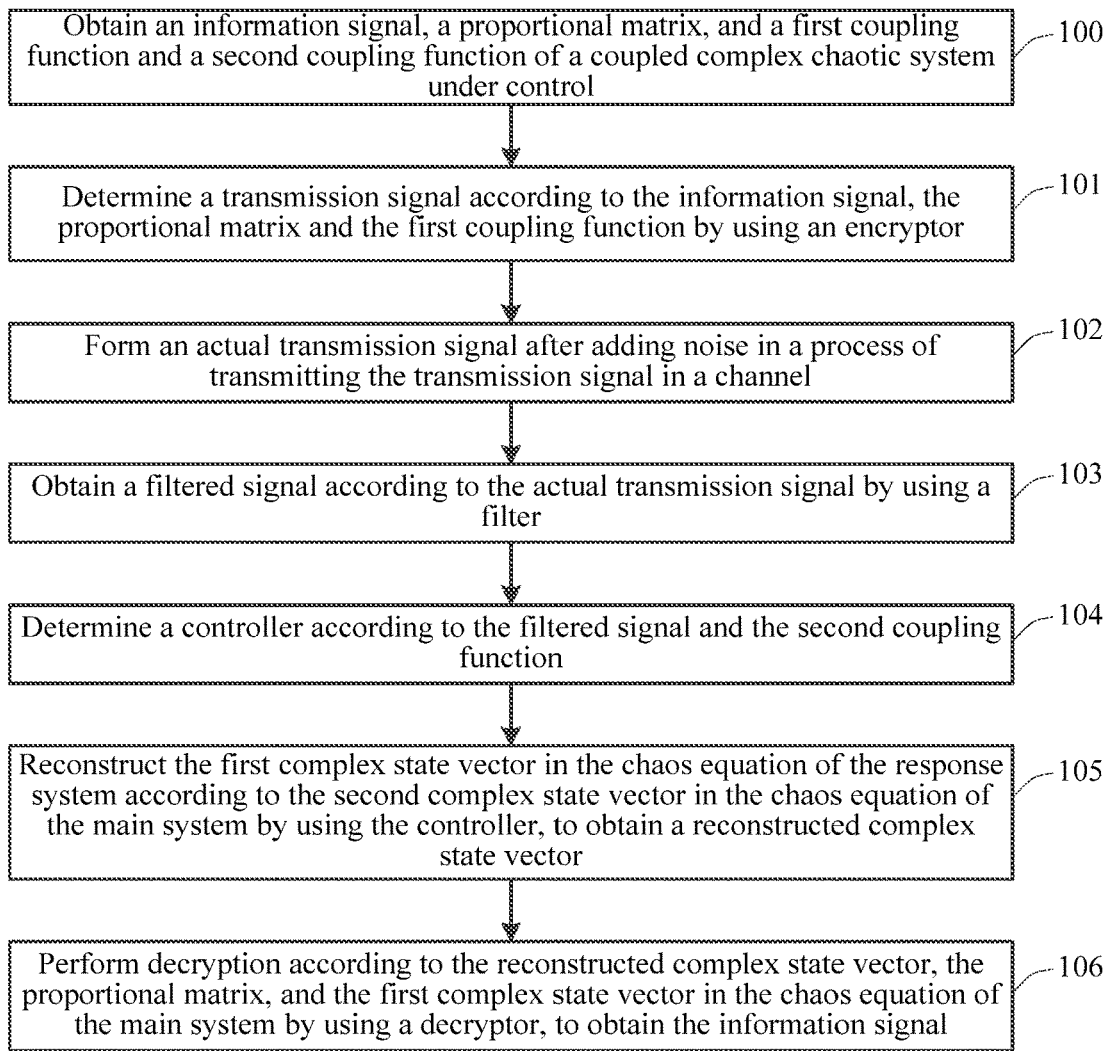 Obtain an information signal, a proportional matrix, and a first coupling
function and a second coupling function of a coupled complex chaotic system
under control
100
Determine a transmission signal according to the information signal, the
proportional matrix and the first coupling function by using an encryptor
101
Form an actual transmission signal after adding noise in a process of
transmitting the transmission signal in a channel
102
Obtain a filtered signal according to the actual transmission signal by using a
filter
103
Determine a controller according to the filtered signal and the second coupling
function
104
Reconstruct the first complex state vector in the chaos equation of the response
system according to the second complex state vector in the chaos equation of
the main system by using the controller, to obtain a reconstructed complex
state vector
105
Perform decryption according to the reconstructed complex state vector, the
proportional matrix, and the first complex state vector in the chaos equation of
the main system by using a decryptor, to obtain the information signal
106